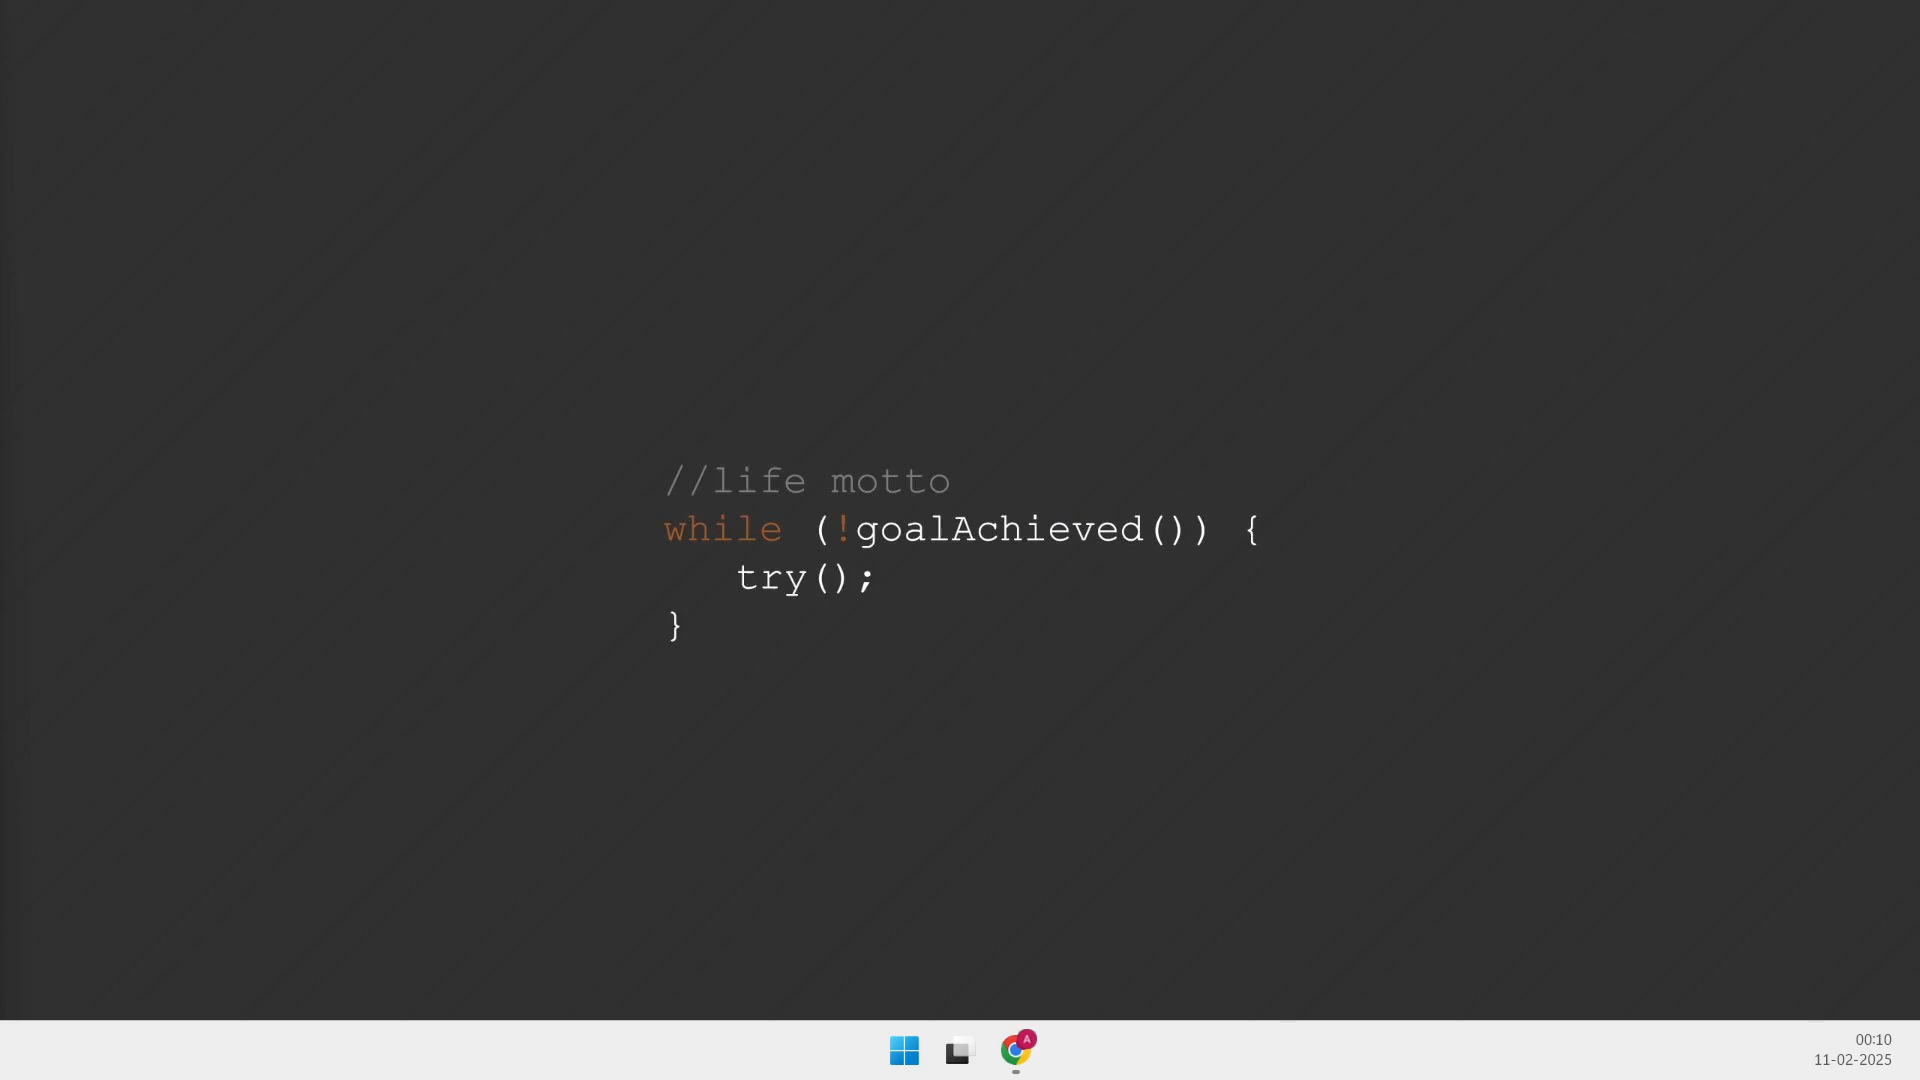 //life motto
while (!goalAchieved()) {
   try();
}
A
00:10
11-02-2025